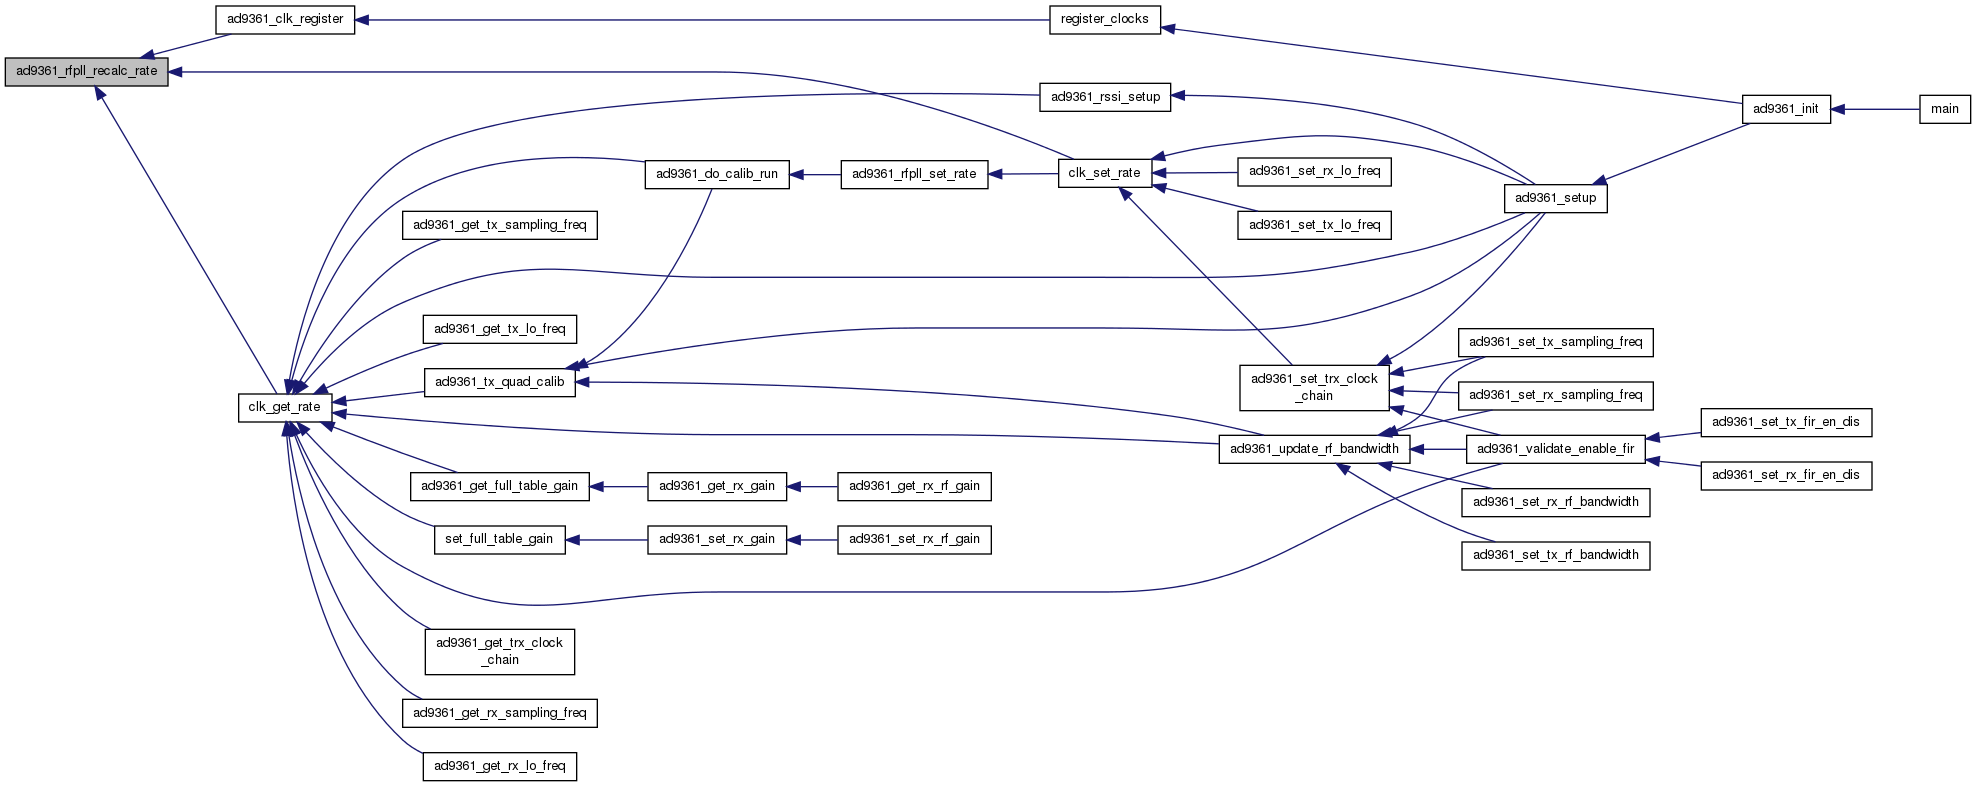 ad9361_clk_register
register_clocks
ad9361_rfpll_recalc_rate
ad9361_rssi_setup
ad9361_init
main
ad9361_do_calib_run
ad9361_rfpll_set_rate
clk_set_rate
ad9361_set_rx_lo_freq
ad9361_setup
ad9361_get_tx_sampling_freq
ad9361_set_tx_lo_freq
ad9361_get_tx_lo_freq
ad9361_set_tx_sampling_freq
ad9361_tx_quad_calib
ad9361_set_trx_clock
_chain
ad9361_set_rx_sampling_freq
clk_get_rate
ad9361_set_tx_fir_en_dis
ad9361_update_rf_bandwidth
ad9361_validate_enable_fir
ad9361_set_rx_fir_en_dis
ad9361_get_full_table_gain
ad9361_get_rx_gain
ad9361_get_rx_rf_gain
ad9361_set_rx_rf_bandwidth
set_full_table_gain
ad9361_set_rx_gain
ad9361_set_rx_rf_gain
ad9361_set_tx_rf_bandwidth
ad9361_get_trx_clock
_chain
ad9361_get_rx_sampling_freq
ad9361_get_rx_lo_freq